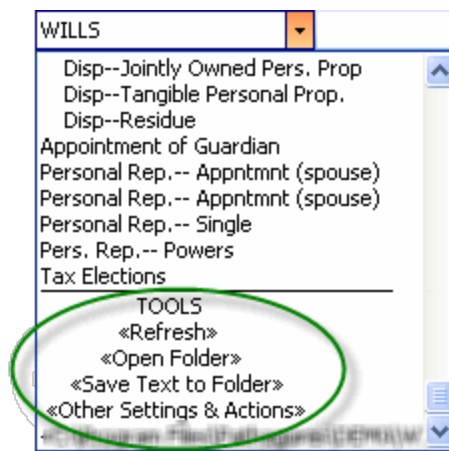 WILLS
Disp--Jointly Owned Pers. Prop
Disp--Tangible Personal Prop.
Disp--Residue
Appointment of Guardian
Personal Rep.-- Appntmnt (spouse)
Personal Rep.-- Appntmnt (spouse)
Personal Rep.-- Single
Pers. Rep.-- Powers
Tax Elections
TOOLS
«Refresh»
«Open Folder»
«Save Text to Folder»
«Other Settings & Actions»